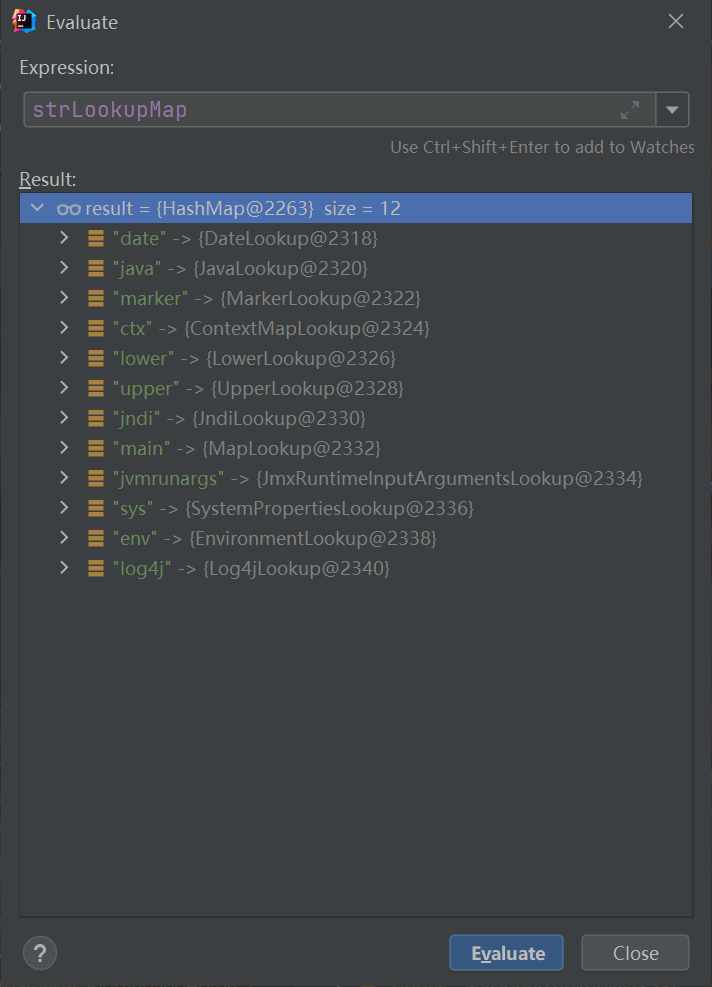 Evaluate
Expression:
strLookupMap
Use Ctrl+Shift+Enter to add to Watches
Result:
result = {HashMap@2263} size = 12
"date" -> {DateLookup@2318}
"java" -> {JavaLookup@2320}
"marker" -> {MarkerLookup@2322}
"ctx" -> {ContextMapLookup@2324}
"lower" -> {LowerLookup@2326}
"upper" -> {UpperLookup@2328}
"jndi" -> {JndiLookup@2330}
"main" -> {MapLookup@2332}
"jvmrunargs" -> {JmxRuntimeInputArgumentsLookup@2334}
"sys" -> {SystemPropertiesLookup@2336}
"env" -> {EnvironmentLookup@2338}
"log4j" -> {Log4jLookup@2340}
? Evaluate Close